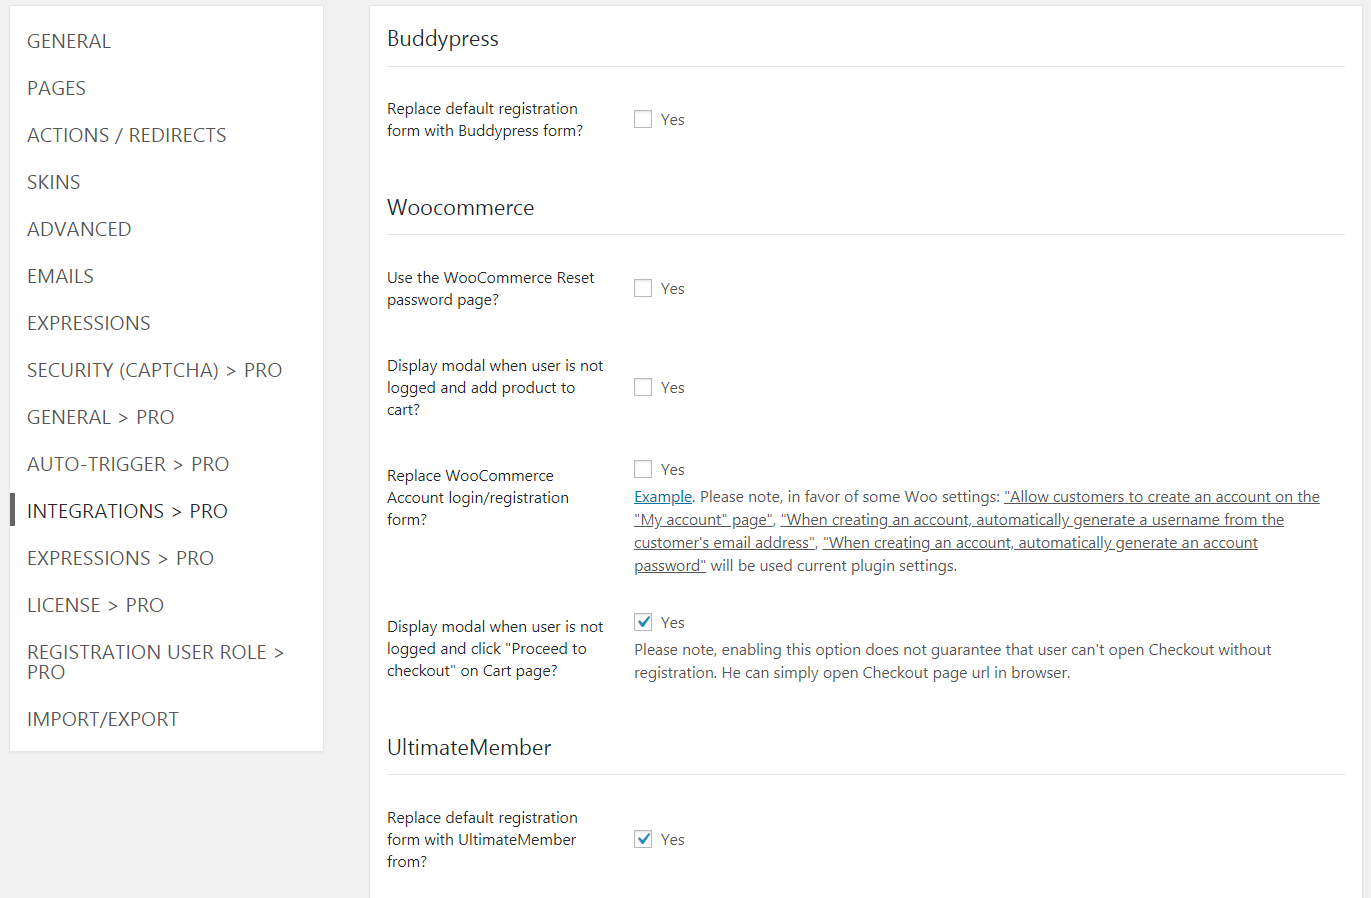 GENERAL
PAGES
ACTIONS / REDIRECTS
SKINS
ADVANCED
EMAILS
EXPRESSIONS
SECURITY (CAPTCHA) > PRO
GENERAL > PRO
AUTO-TRIGGER > PRO
INTEGRATIONS > PRO
EXPRESSIONS > PRO
LICENSE > PRO
REGISTRATION USER ROLE >
PRO
IMPORT/EXPORT
Buddypress
Replace default registration
form with Buddypress form?
Yes
Woocommerce
Use the WooCommerce Reset
password page?
Yes
Display modal when user is not
logged and add product to
cart?
Yes
Replace WooCommerce
Account login/registration
form?
Yes
Example. Please note, in favor of some Woo settings: "Allow customers to create an account on the
"My account" page", "When creating an account, automatically generate a username from the
customer's email address", "When creating an account, automatically generate an account
password" will be used current plugin settings.
Display modal when user is not
logged and click "Proceed to
checkout" on Cart page?
Yes
Please note, enabling this option does not guarantee that user can't open Checkout without
registration. He can simply open Checkout page url in browser.
UltimateMember
Replace default registration
form with UltimateMember
from?
Yes